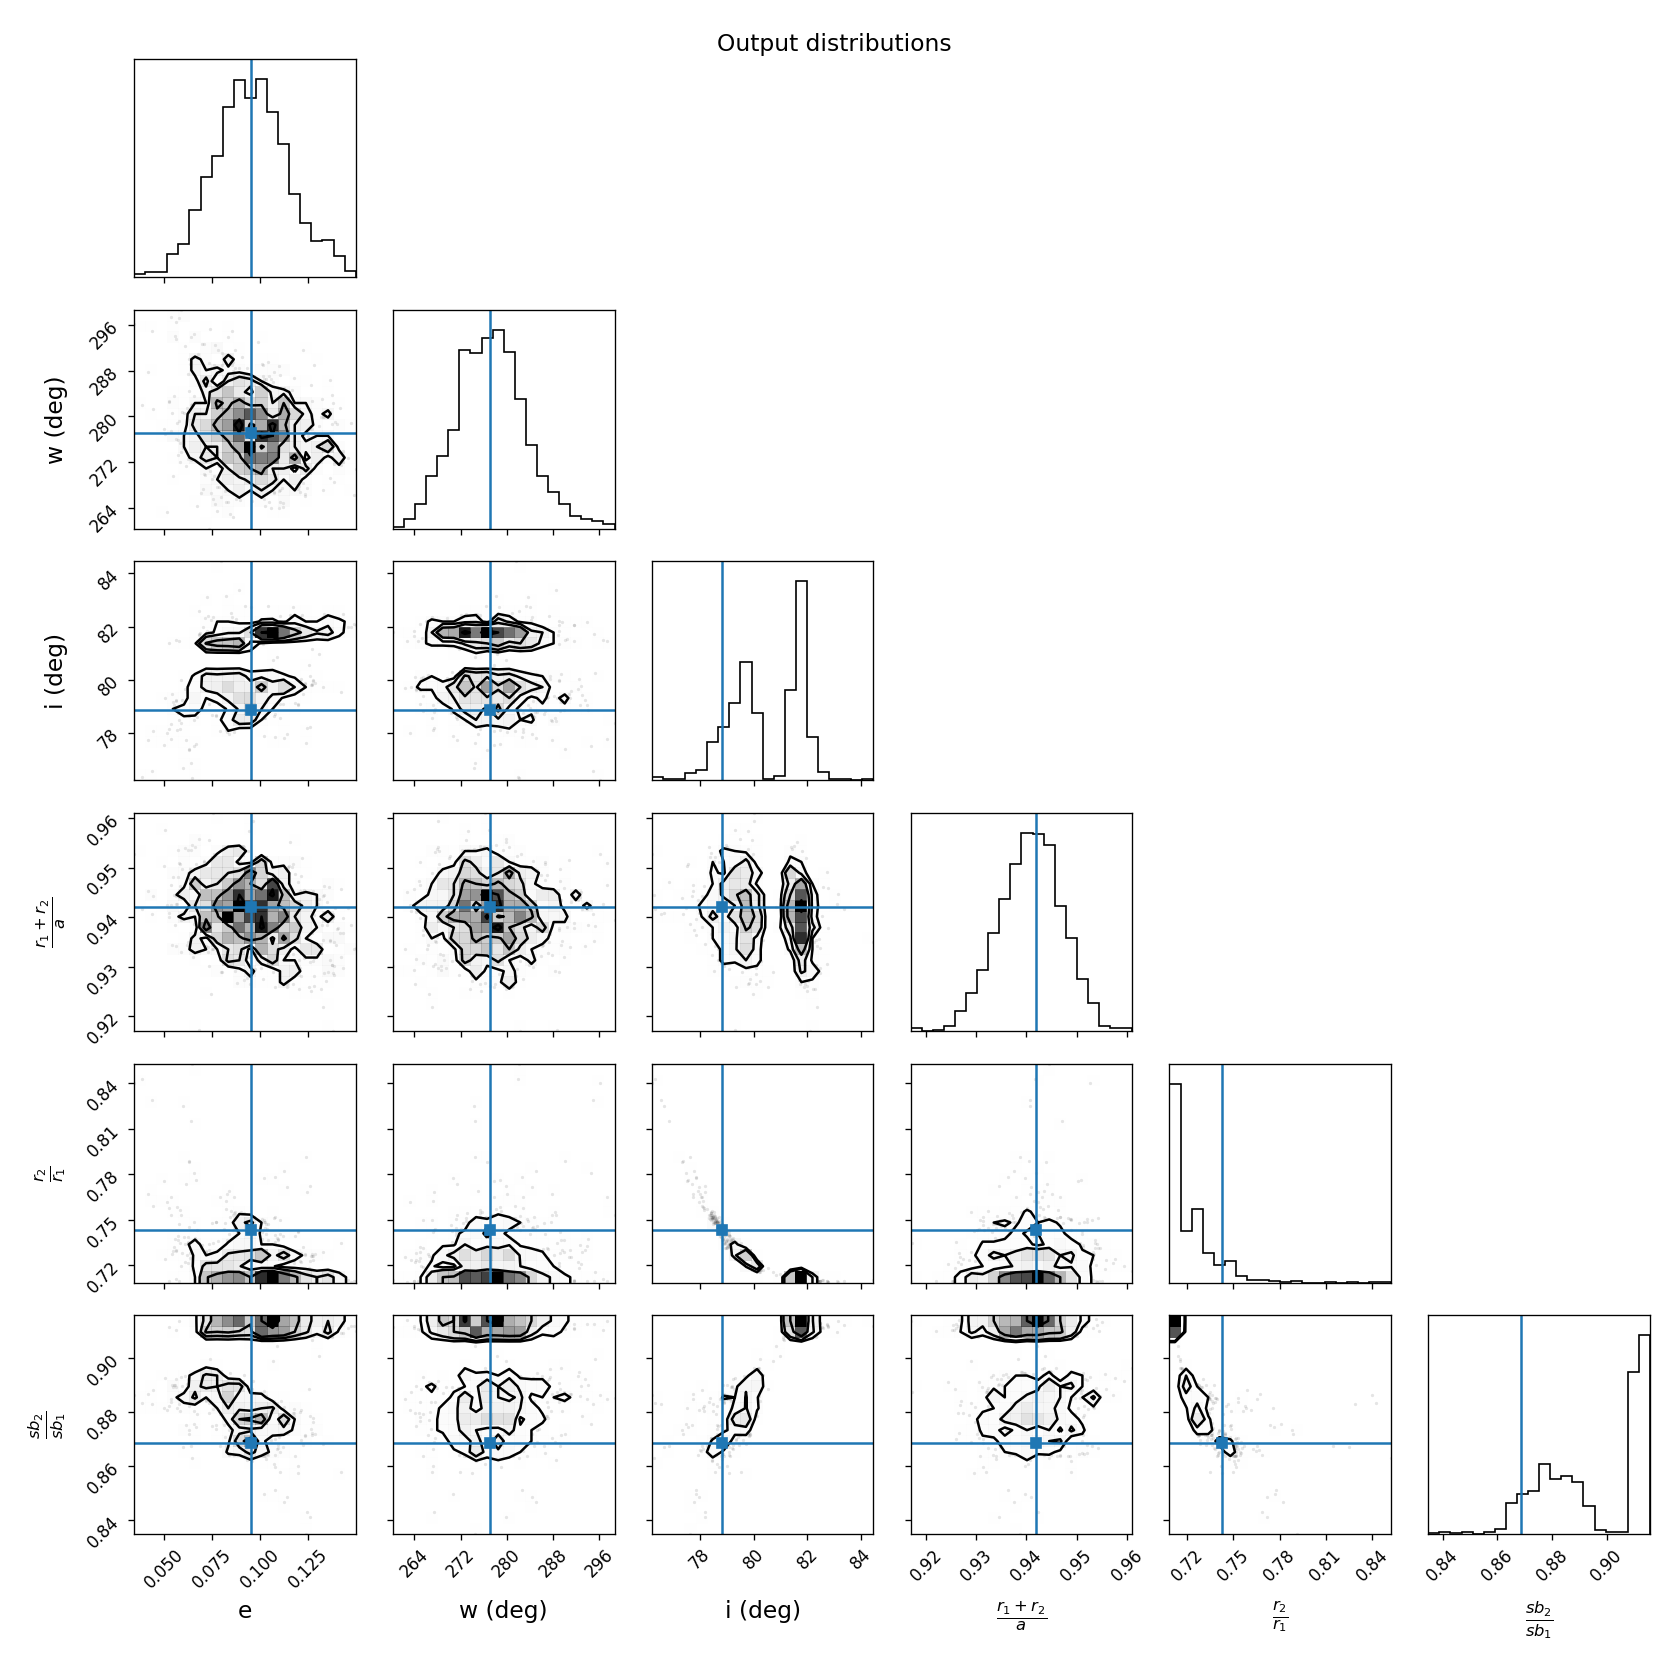 Output distributions
296
288
280
272
264
w (deg)
84
82
80
78
i (deg)
0.96
0.95
0.94
0.93
0.92
r₁ + r₂
a
0.84
0.81
0.78
0.75
0.72
r₂
r₁
0.90
0.88
0.86
0.84
sb₂
sb₁
0.050 0.075 0.100 0.125
264 272 280 288 296
78 80 82 84
0.92 0.93 0.94 0.95 0.96
0.72 0.75 0.78 0.81 0.84
0.84 0.86 0.88 0.90
e
w (deg)
i (deg)
r₁ + r₂
a
r₂
r₁
sb₂
sb₁